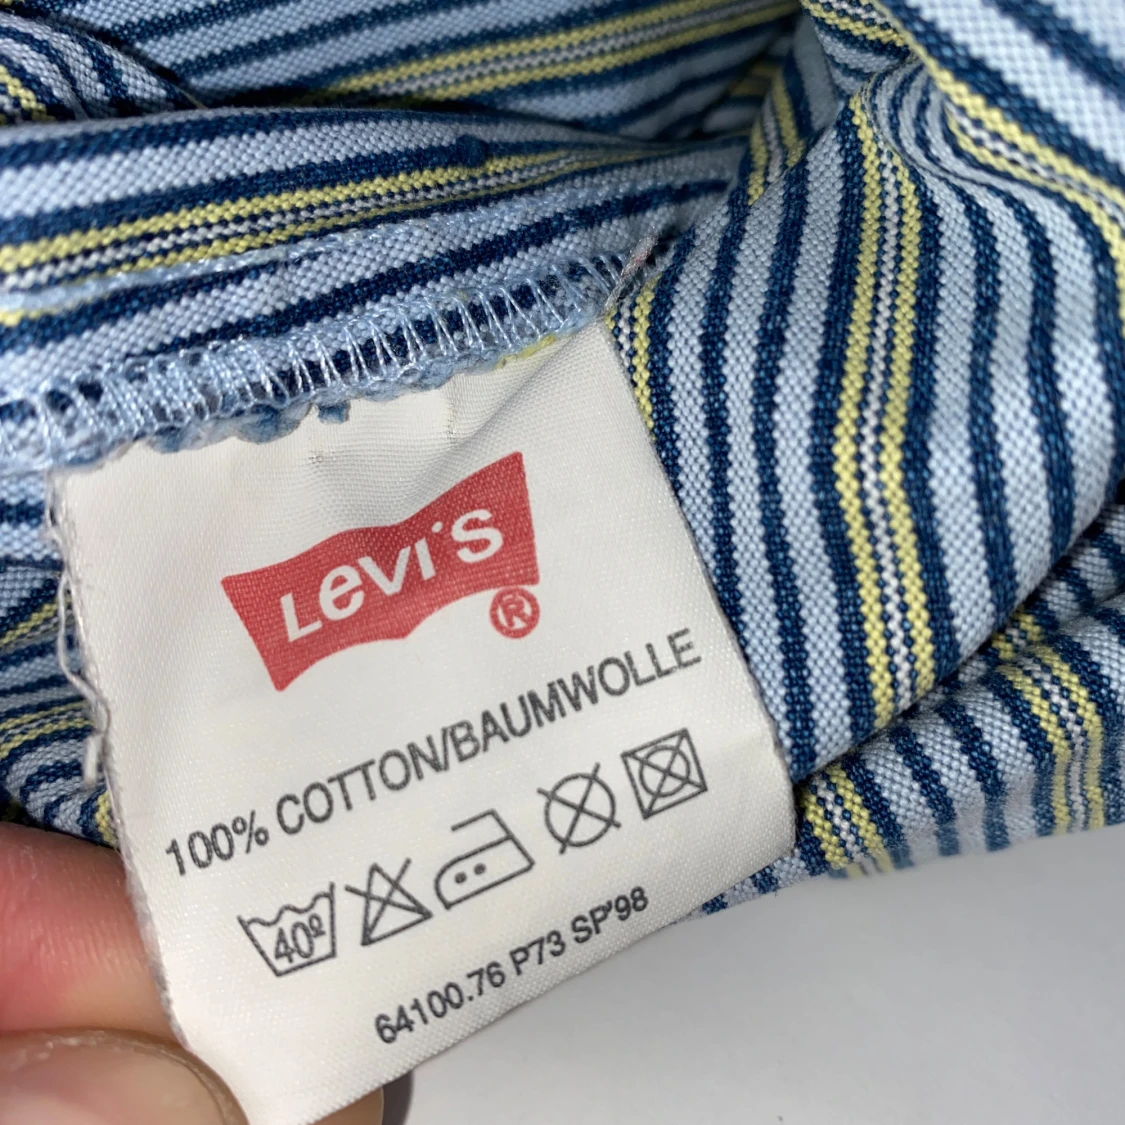 Levi's
®
100% COTTON/BAUMWOLLE
40º
64100.76 P73 SP'98